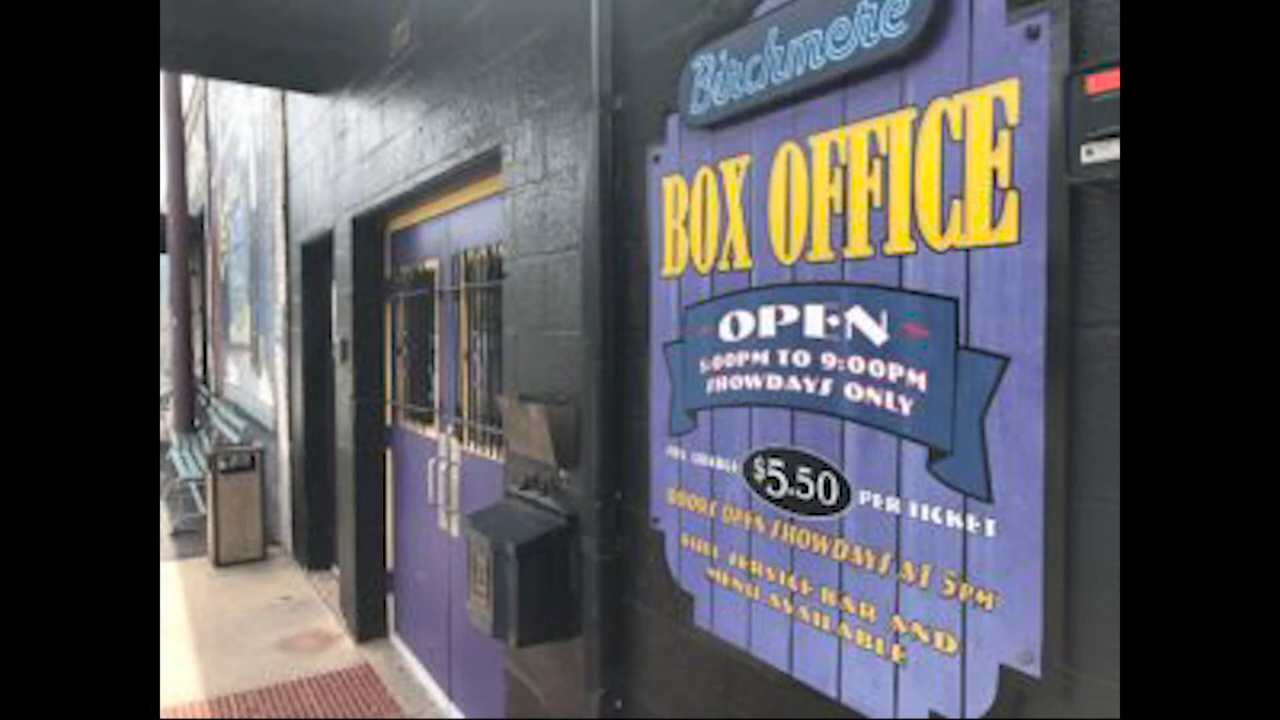 Birchmere
BOX OFFICE
OPEN
5:00PM TO 9:00PM
SHOWDAYS ONLY
$5.50
PER TICKET
DOORS OPEN SHOWDAYS AT 5PM
FULL SERVICE BAR AND
MENU AVAILABLE